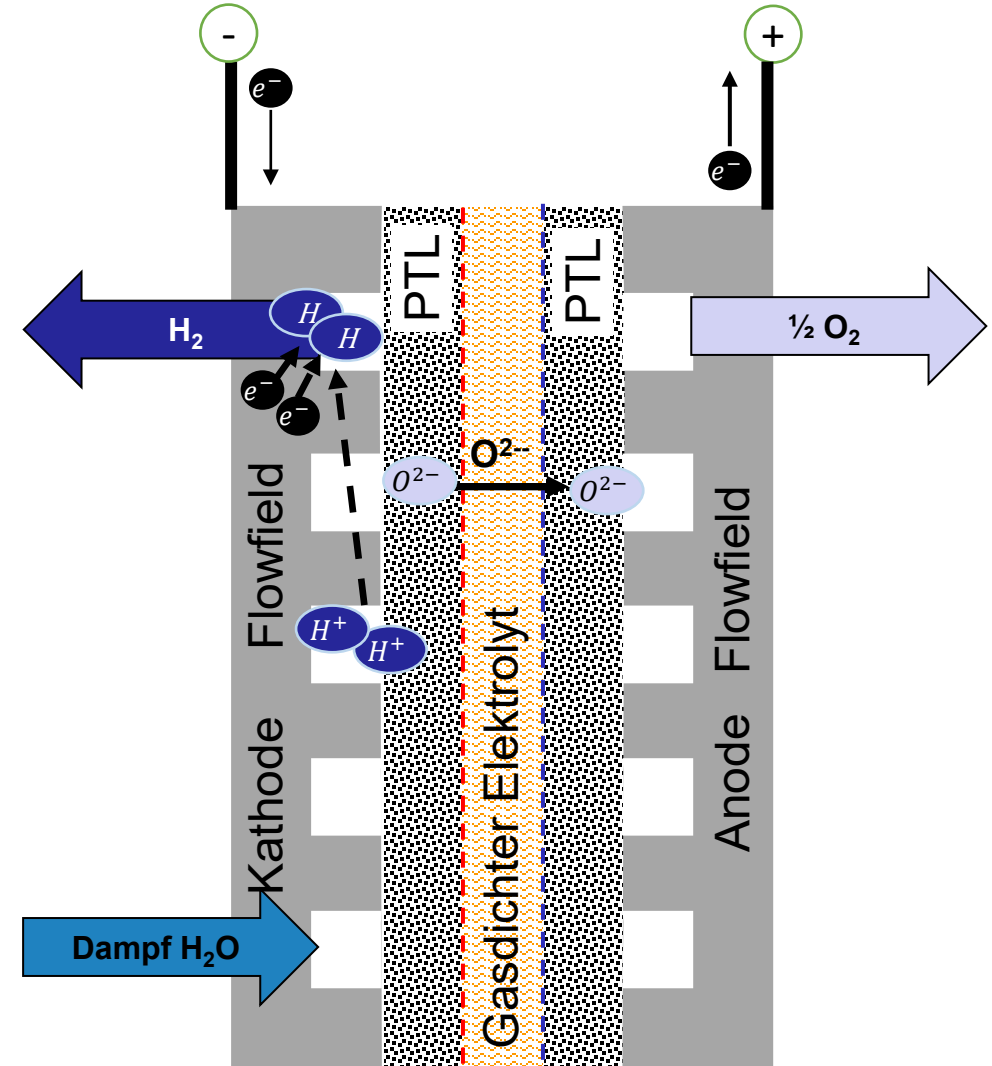 -
+
e⁻
e⁻
PTL
PTL
H
H
H₂
½ O₂
e⁻
e⁻
O²⁻⁻
O²⁻
O²⁻
H⁺
H⁺
Kathode Flowfield
Gasdichter Elektrolyt
Anode Flowfield
Dampf H₂O